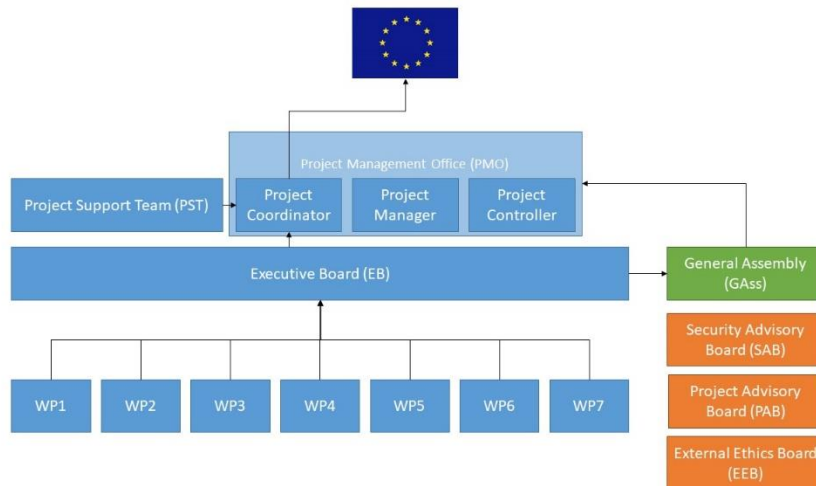 Project Management Office (PMO)
Project Support Team (PST)
Project
Coordinator
Project
Manager
Project
Controller
Executive Board (EB)
General Assembly
(GAss)
Security Advisory
Board (SAB)
Project Advisory
Board (PAB)
External Ethics Board
(EEB)
WP1
WP2
WP3
WP4
WP5
WP6
WP7